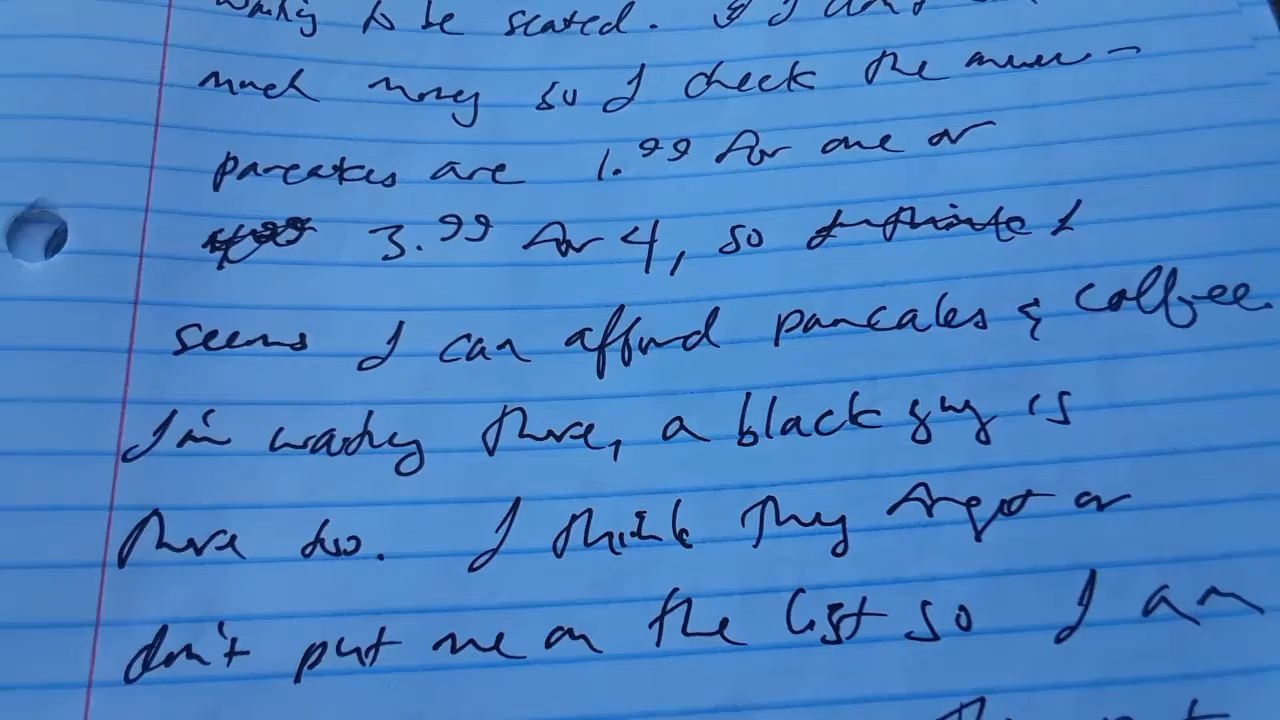 waiting to be seated. I don't
much money so I check the menu -
pancakes are 1.99 for one or
3.99 for 4, so I
seems I can afford pancakes & coffee
I'm waiting there, a black guy is
there too. I think they forgot or
don't put me on the list so I am